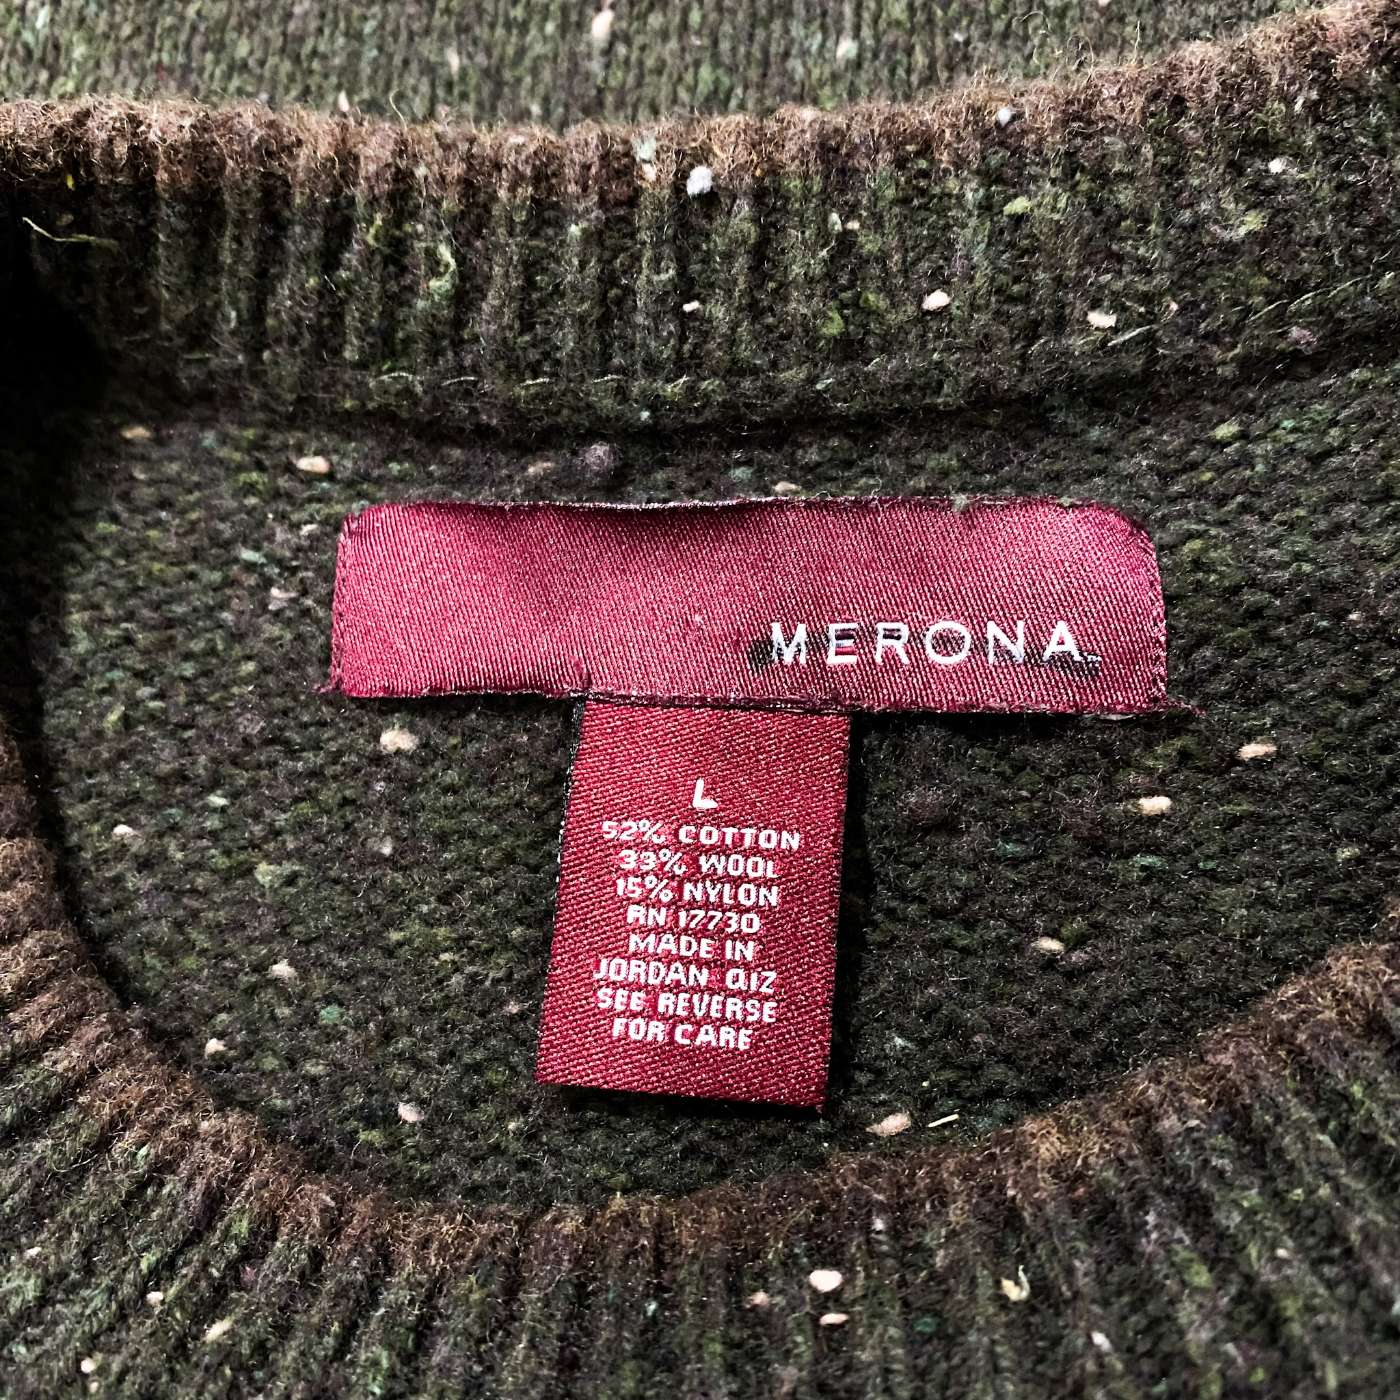 MERONA
L
52% COTTON
33% WOOL
15% NYLON
RN 17730
MADE IN
JORDAN QIZ
SEE REVERSE
FOR CARE